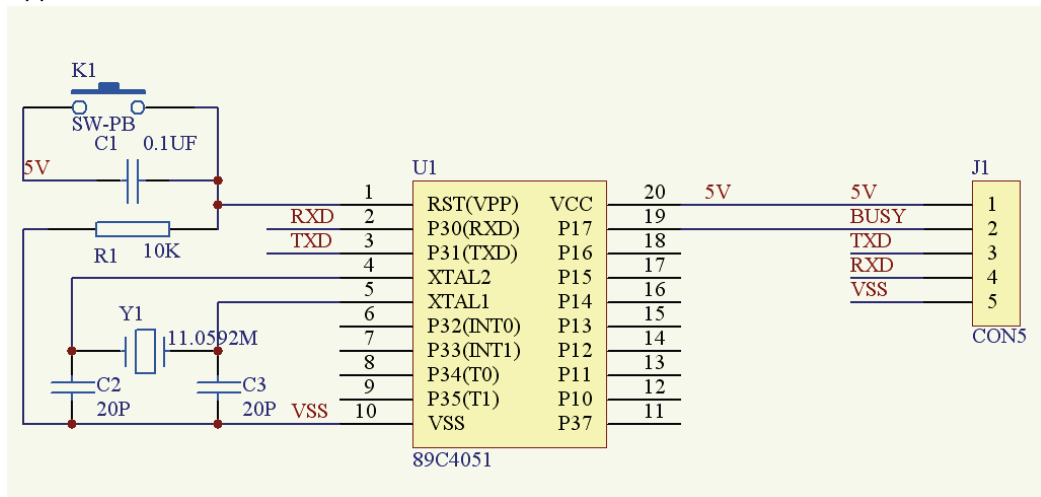 K1
SW-PB
C1 0.1UF
5V
R1 10K
Y1
11.0592M
C2
20P
C3
20P
U1
1 RST(VPP) VCC 20 5V
RXD 2 P30(RXD) P17 19
TXD 3 P31(TXD) P16 18
4 XTAL2 P15 17
5 XTAL1 P14 16
6 P32(INT0) P13 15
7 P33(INT1) P12 14
8 P34(T0) P11 13
9 P35(T1) P10 12
VSS 10 VSS P37 11
89C4051
J1
5V 1
BUSY 2
TXD 3
RXD 4
VSS 5
CON5